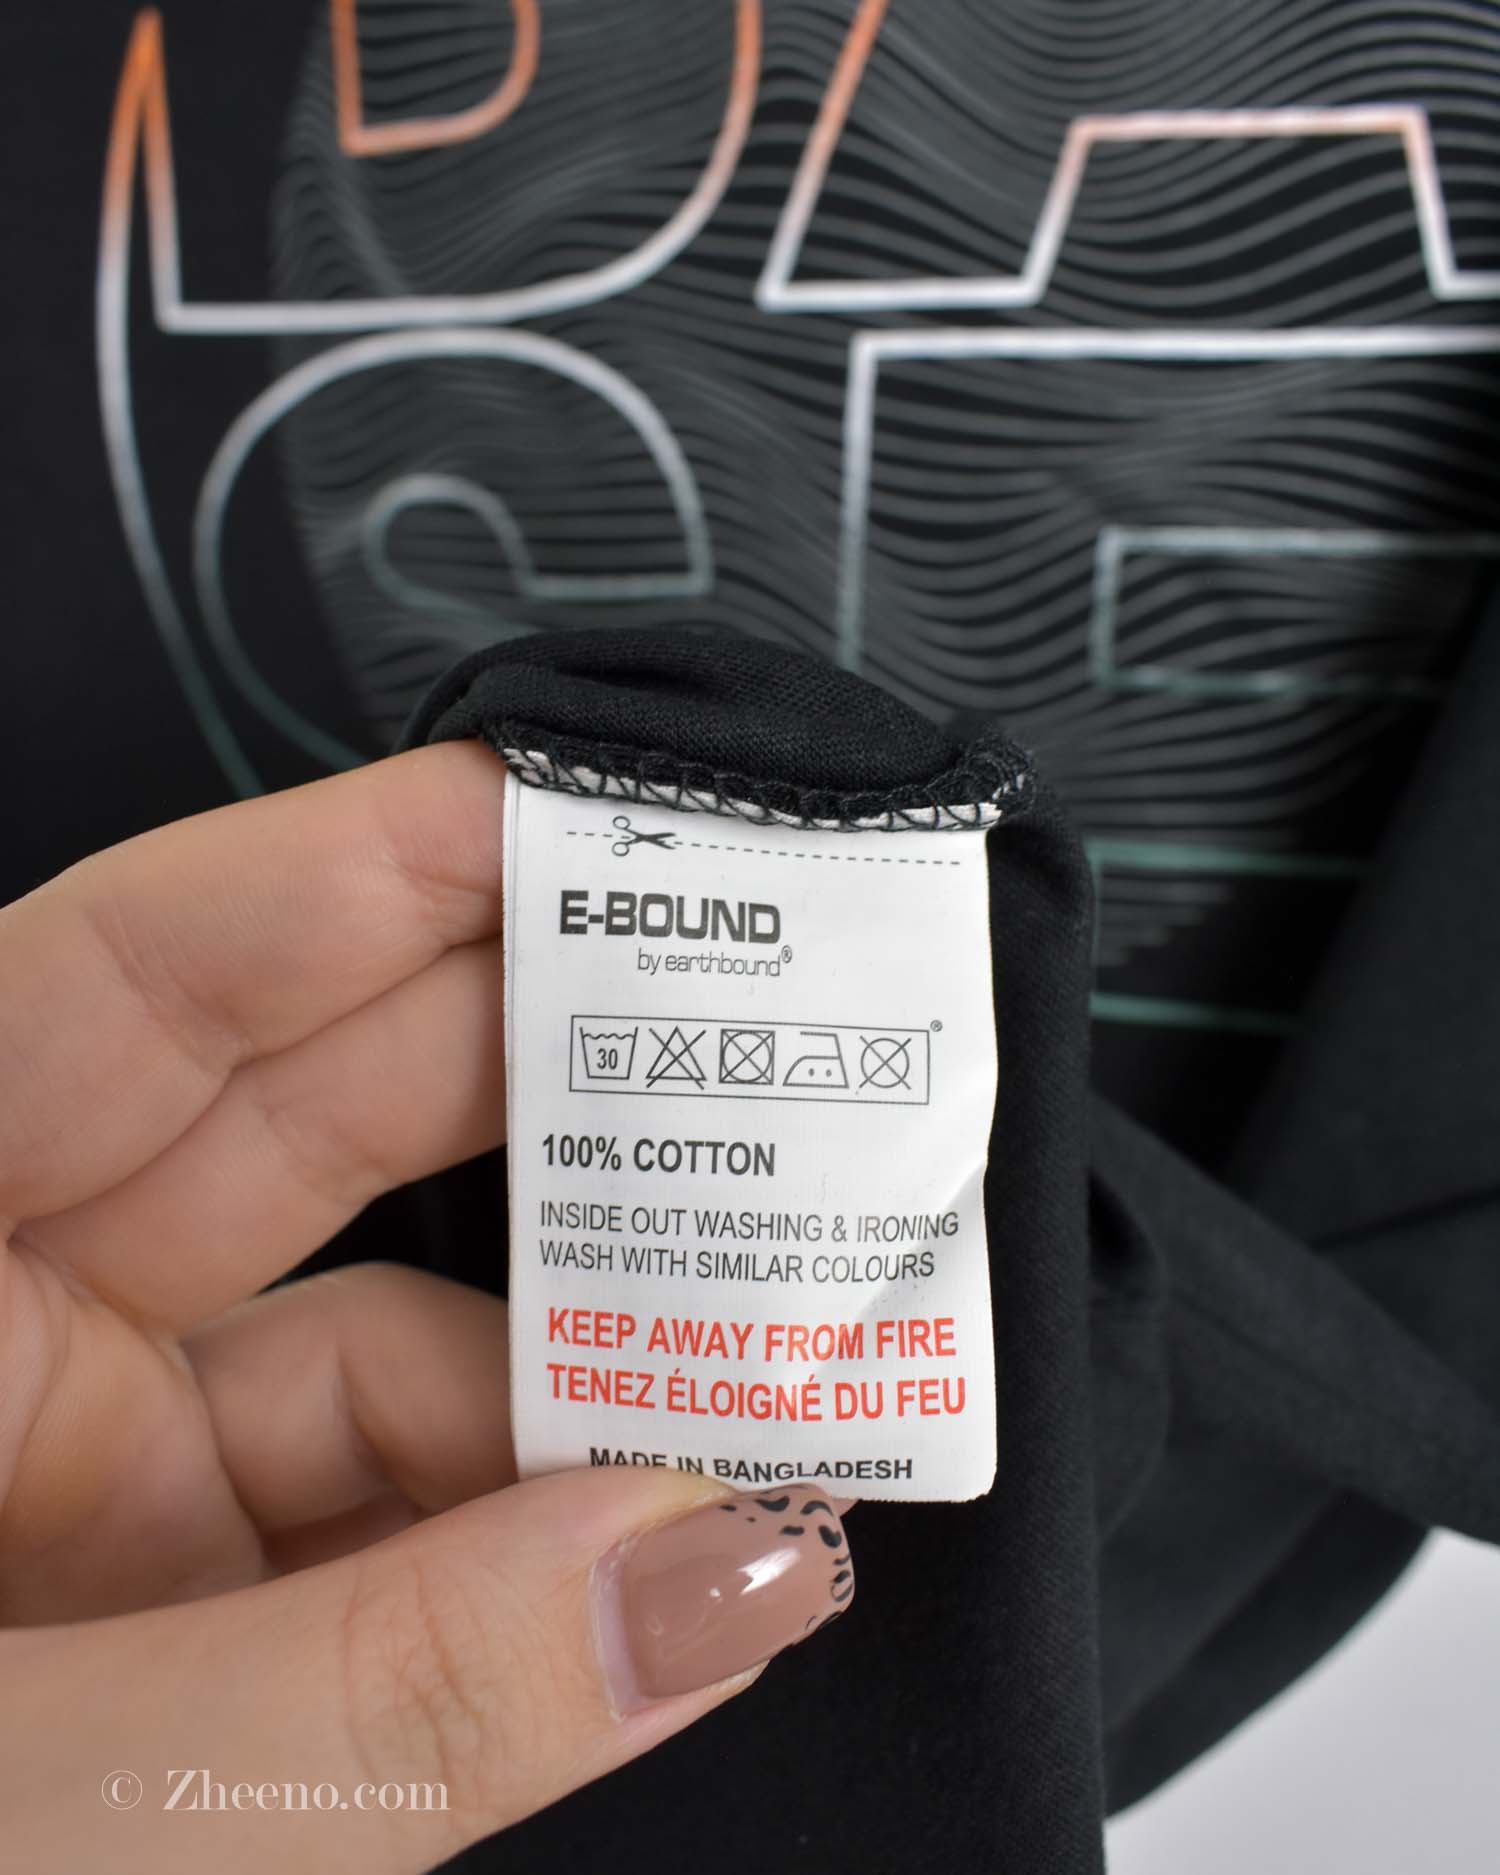 E-BOUND
by earthbound®
30
®
100% COTTON
INSIDE OUT WASHING & IRONING
WASH WITH SIMILAR COLOURS
KEEP AWAY FROM FIRE
TENEZ ÉLOIGNÉ DU FEU
MADE IN BANGLADESH
© Zheeno.com